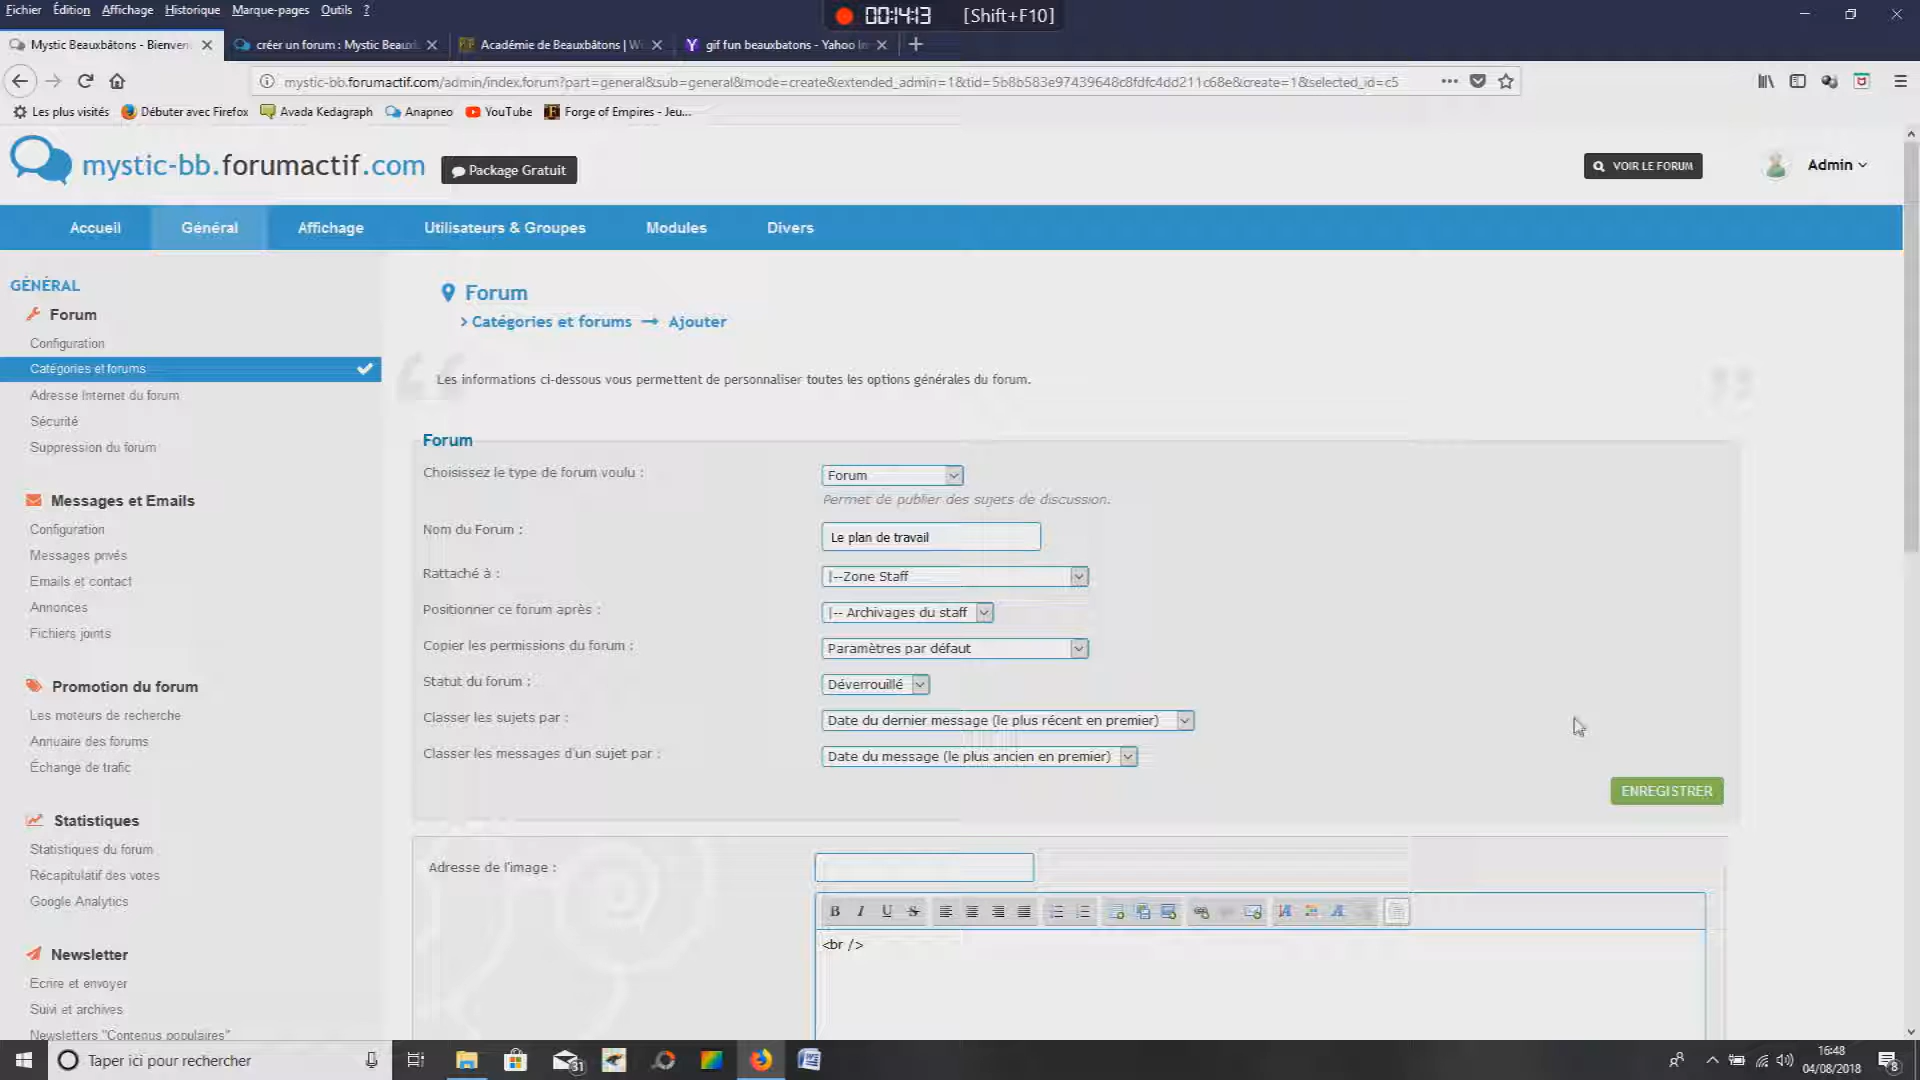 Fichier Édition Affichage Historique Marque-pages Outils ?
00:14:13 [Shift+F10]
Mystic Beauxbâtons - Bienven
créer un forum : Mystic Beaux
Académie de Beauxbâtons | W
gif fun beauxbatons - Yahoo
mystic-bb.forumactif.com/admin/index.forum?part=general&sub=general&mode=create&extended_admin=1&tid=5b8b583e97439648c8fdfc4dd211c68e&create=1&selected_id=c5
Les plus visités Débuter avec Firefox Avada Kedagraph Anapneo YouTube Forge of Empires - Jeu...
mystic-bb.forumactif.com
Package Gratuit
VOIR LE FORUM
Admin
Accueil Général Affichage Utilisateurs & Groupes Modules Divers
GÉNÉRAL
Forum
Configuration
Catégories et forums
Adresse Internet du forum
Sécurité
Suppression du forum
Messages et Emails
Configuration
Messages privés
Emails et contact
Annonces
Fichiers joints
Promotion du forum
Les moteurs de recherche
Annuaire des forums
Échange de trafic
Statistiques
Statistiques du forum
Récapitulatif des votes
Google Analytics
Newsletter
Ecrire et envoyer
Suivi et archives
Newsletters "Contenus populaires"
Forum
> Catégories et forums → Ajouter
Les informations ci-dessous vous permettent de personnaliser toutes les options générales du forum.
Forum
Choisissez le type de forum voulu : Forum
Permet de publier des sujets de discussion.
Nom du Forum : Le plan de travail
Rattaché à : |--Zone Staff
Positionner ce forum après : |-- Archivages du staff
Copier les permissions du forum : Paramètres par défaut
Statut du forum : Déverrouillé
Classer les sujets par : Date du dernier message (le plus récent en premier)
Classer les messages d'un sujet par : Date du message (le plus ancien en premier)
ENREGISTRER
Adresse de l'image :
B I U S
<br />
Taper ici pour rechercher
31
16:48
04/08/2018
8